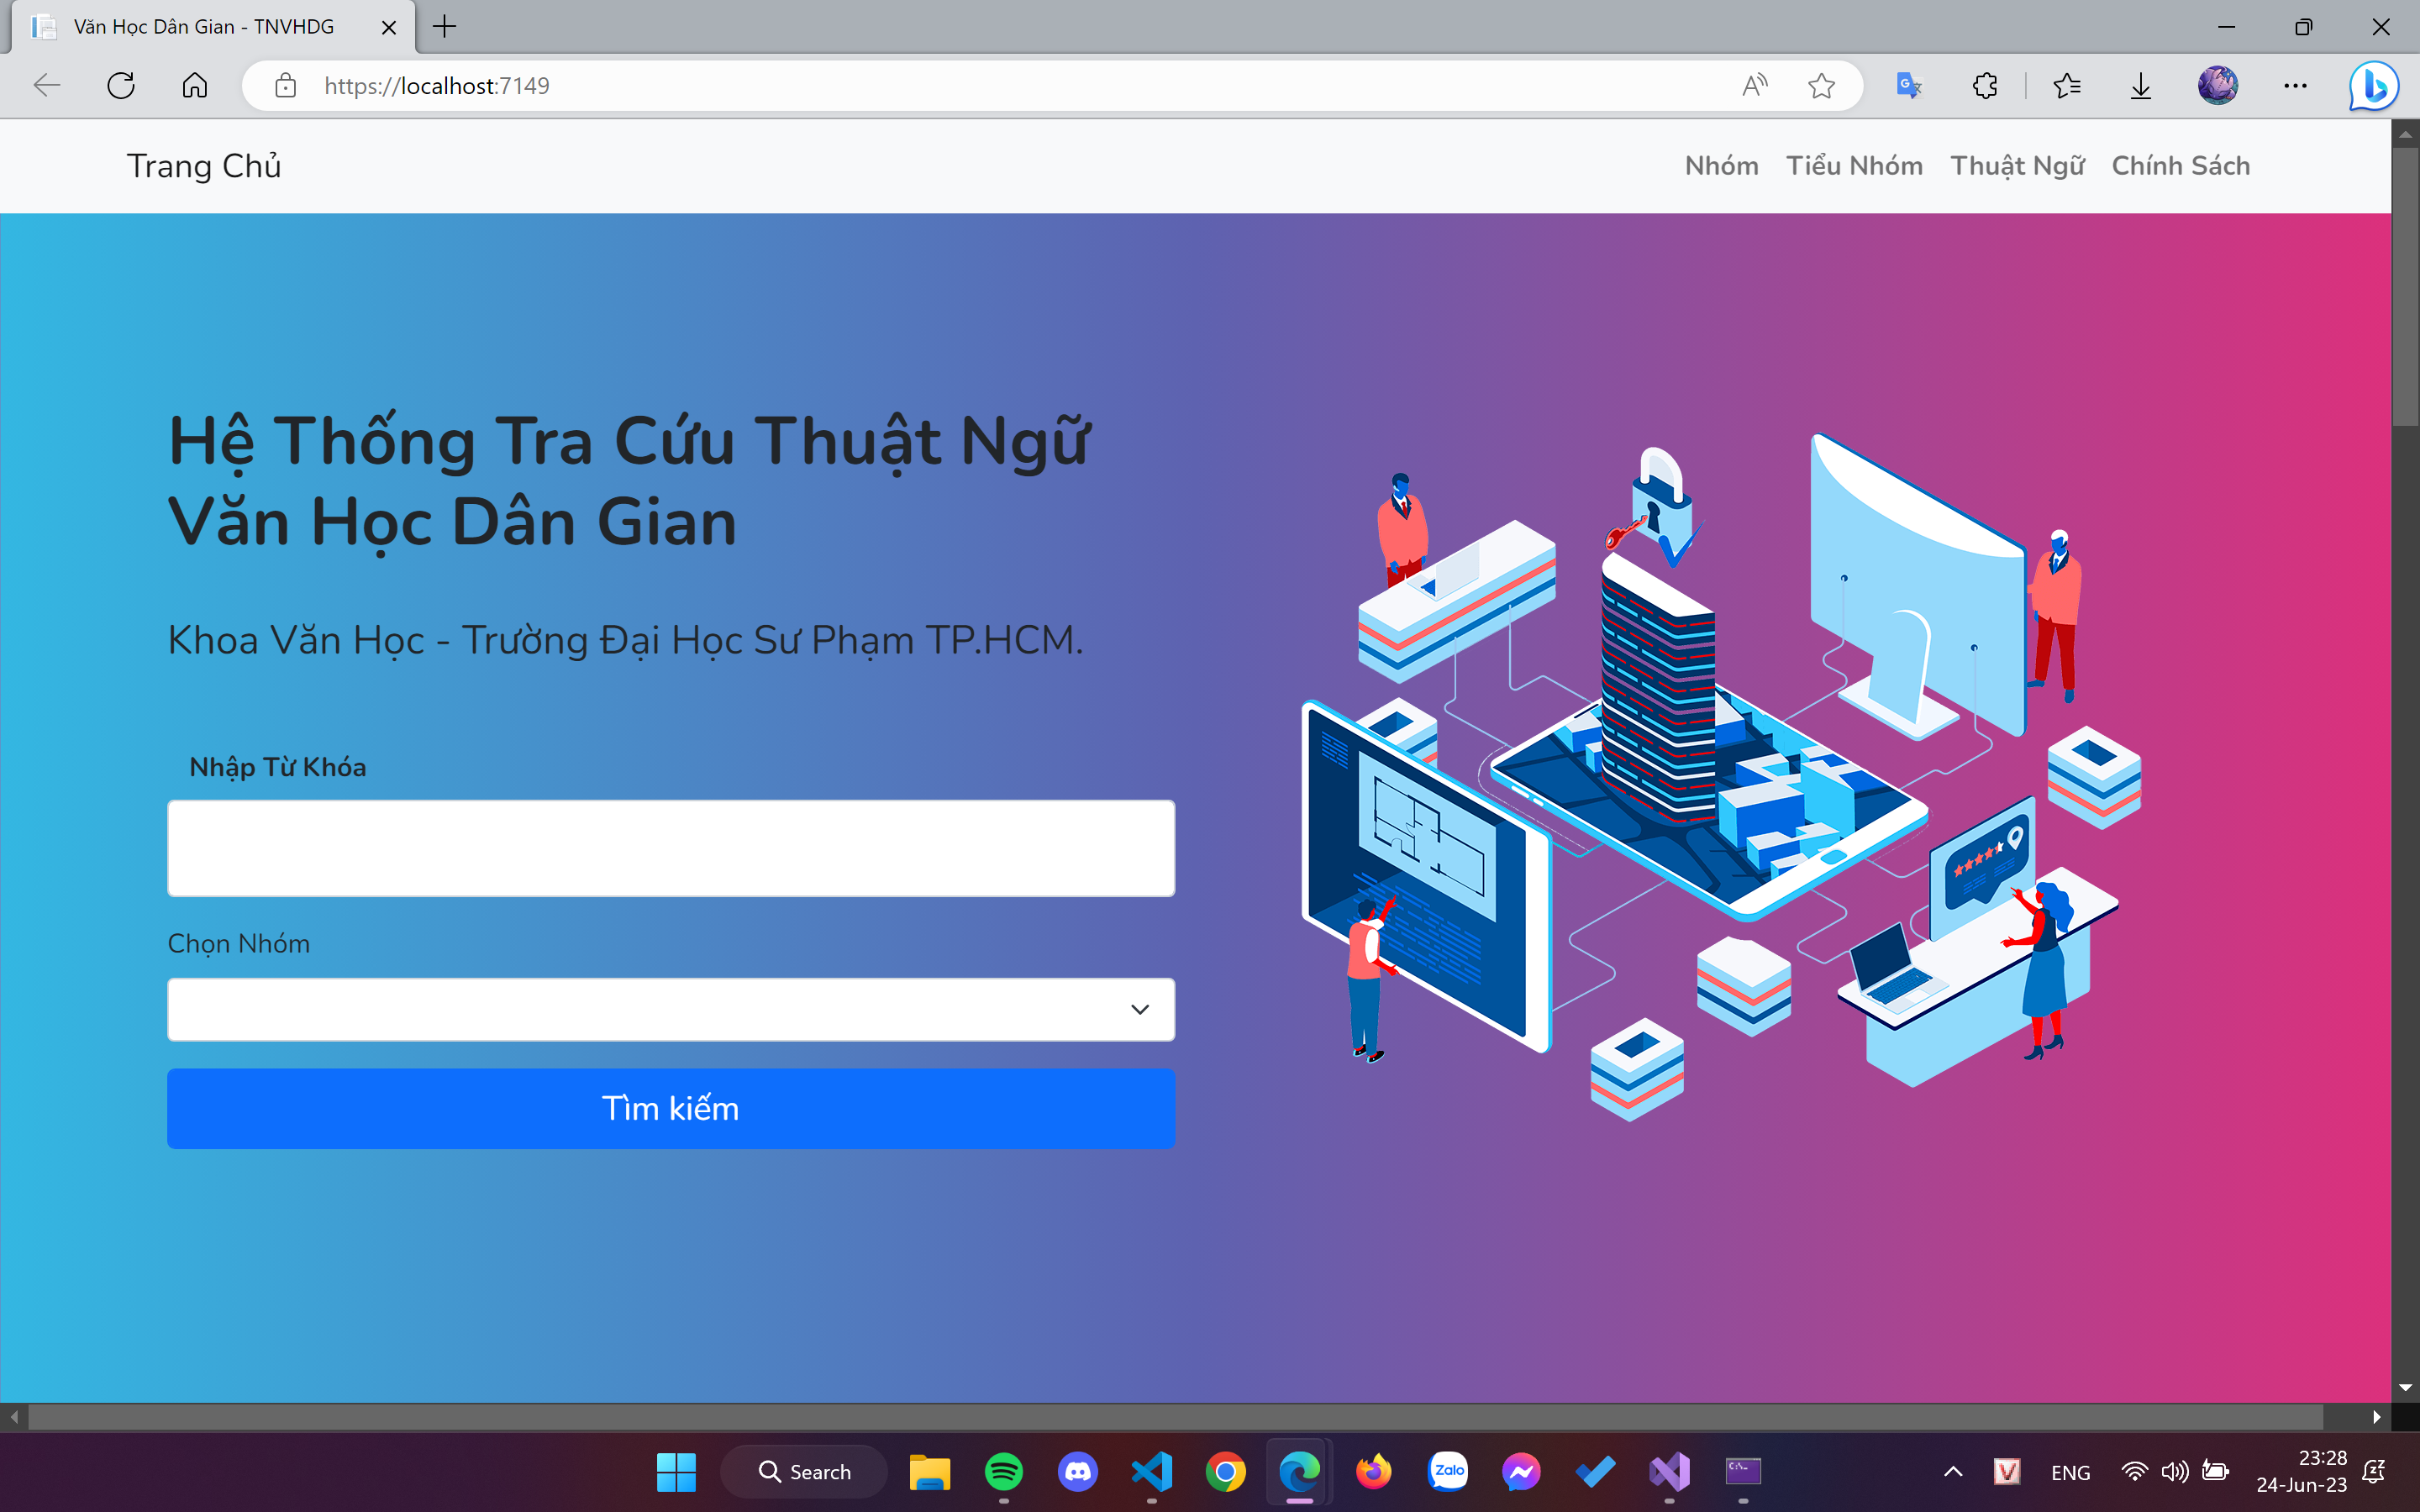 Văn Học Dân Gian - TNVHDG
https://localhost:7149
Trang Chủ
Nhóm
Tiểu Nhóm
Thuật Ngữ
Chính Sách
Hệ Thống Tra Cứu Thuật Ngữ
Văn Học Dân Gian
Khoa Văn Học - Trường Đại Học Sư Phạm TP.HCM.
Nhập Từ Khóa
Chọn Nhóm
Tìm kiếm
Search
Zalo
ENG
23:28
24-Jun-23